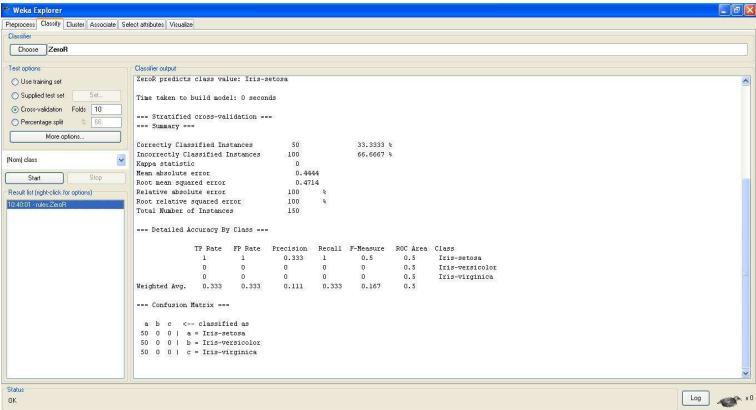 Weka Explorer
Preprocess Classify Cluster Associate Select attributes Visualize
Classifier
Choose ZeroR
Test options
Use training set
Supplied test set Set...
Cross-validation Folds 10
Percentage split % 66
More options...
(Nom) class
Start Stop
Result list (right-click for options)
10:40:01 - rules.ZeroR
Classifier output
ZeroR predicts class value: Iris-setosa
Time taken to build model: 0 seconds
=== Stratified cross-validation ===
=== Summary ===
Correctly Classified Instances 50 33.3333 %
Incorrectly Classified Instances 100 66.6667 %
Kappa statistic 0
Mean absolute error 0.4444
Root mean squared error 0.4714
Relative absolute error 100 %
Root relative squared error 100 %
Total Number of Instances 150
=== Detailed Accuracy By Class ===
TP Rate FP Rate Precision Recall F-Measure ROC Area Class
1 1 0.333 1 0.5 0.5 Iris-setosa
0 0 0 0 0 0.5 Iris-versicolor
0 0 0 0 0 0.5 Iris-virginica
Weighted Avg. 0.333 0.333 0.111 0.333 0.167 0.5
=== Confusion Matrix ===
a b c <-- classified as
50 0 0 | a = Iris-setosa
50 0 0 | b = Iris-versicolor
50 0 0 | c = Iris-virginica
Status
OK
Log
x 0